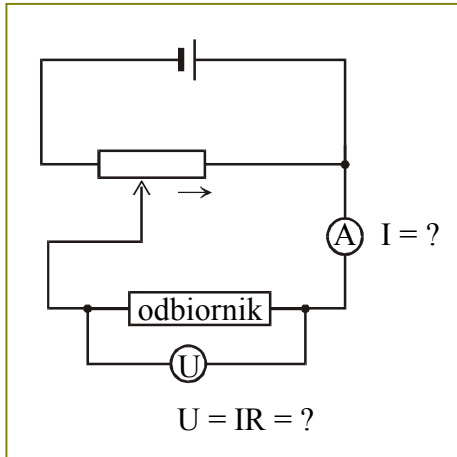 A I = ?
odbiornik
U
U = IR = ?